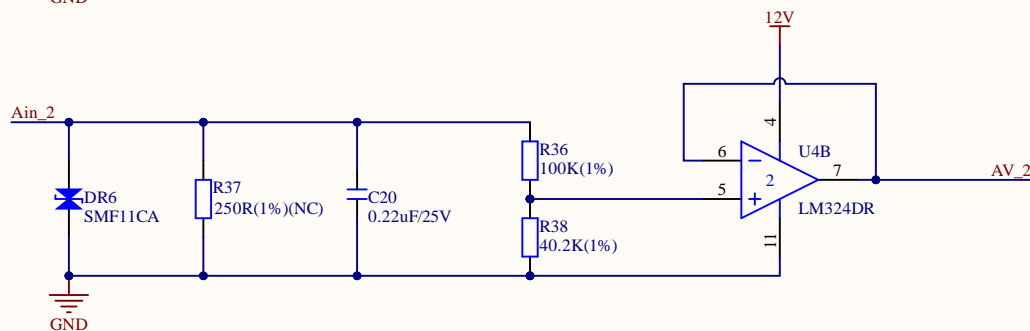 GND
12V
Ain_2
4
R36
100K(1%)
U4B
6
7
AV_2
DR6
SMF11CA
R37
250R(1%)(NC)
C20
0.22uF/25V
2
5
LM324DR
R38
40.2K(1%)
11
GND